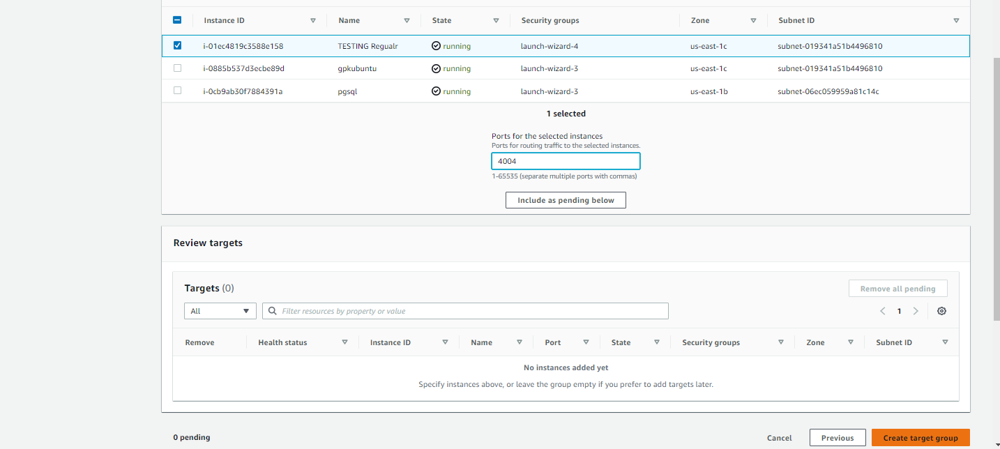 Instance ID Name State Security groups Zone Subnet ID
i-01ec4819c3588e158 TESTING Regualr running launch-wizard-4 us-east-1c subnet-019341a51b4496810
i-0885b537d3ecbe89d gpkubuntu running launch-wizard-3 us-east-1c subnet-019341a51b4496810
i-0cb9ab30f7884391a pgsql running launch-wizard-3 us-east-1b subnet-06ec059959a81c14c
1 selected
Ports for the selected instances
Ports for routing traffic to the selected instances.
4004
1-65535 (separate multiple ports with commas)
Include as pending below
Review targets
Targets (0) Remove all pending
All Filter resources by property or value 1
Remove Health status Instance ID Name Port State Security groups Zone Subnet ID
No instances added yet
Specify instances above, or leave the group empty if you prefer to add targets later.
0 pending Cancel Previous Create target group